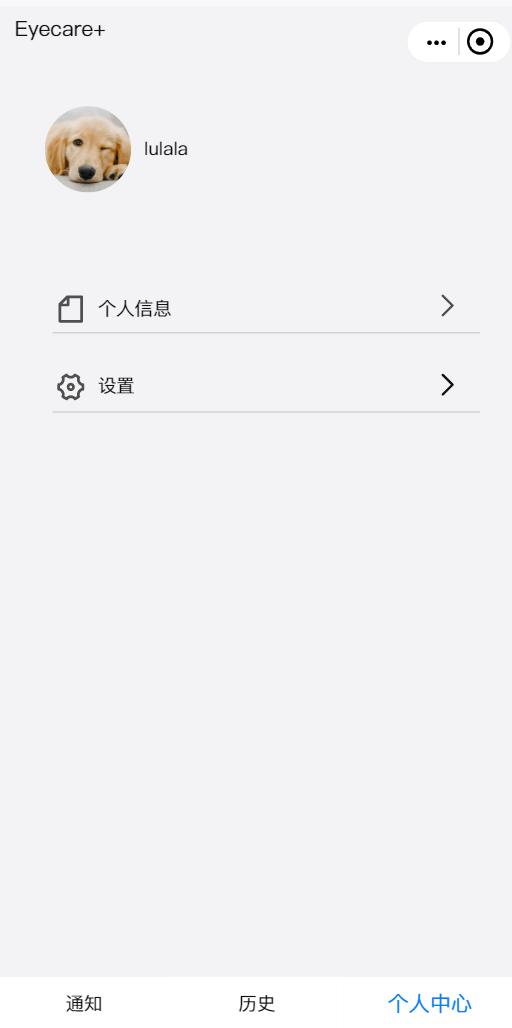 Eyecare+
lulala
个人信息
设置
通知
历史
个人中心